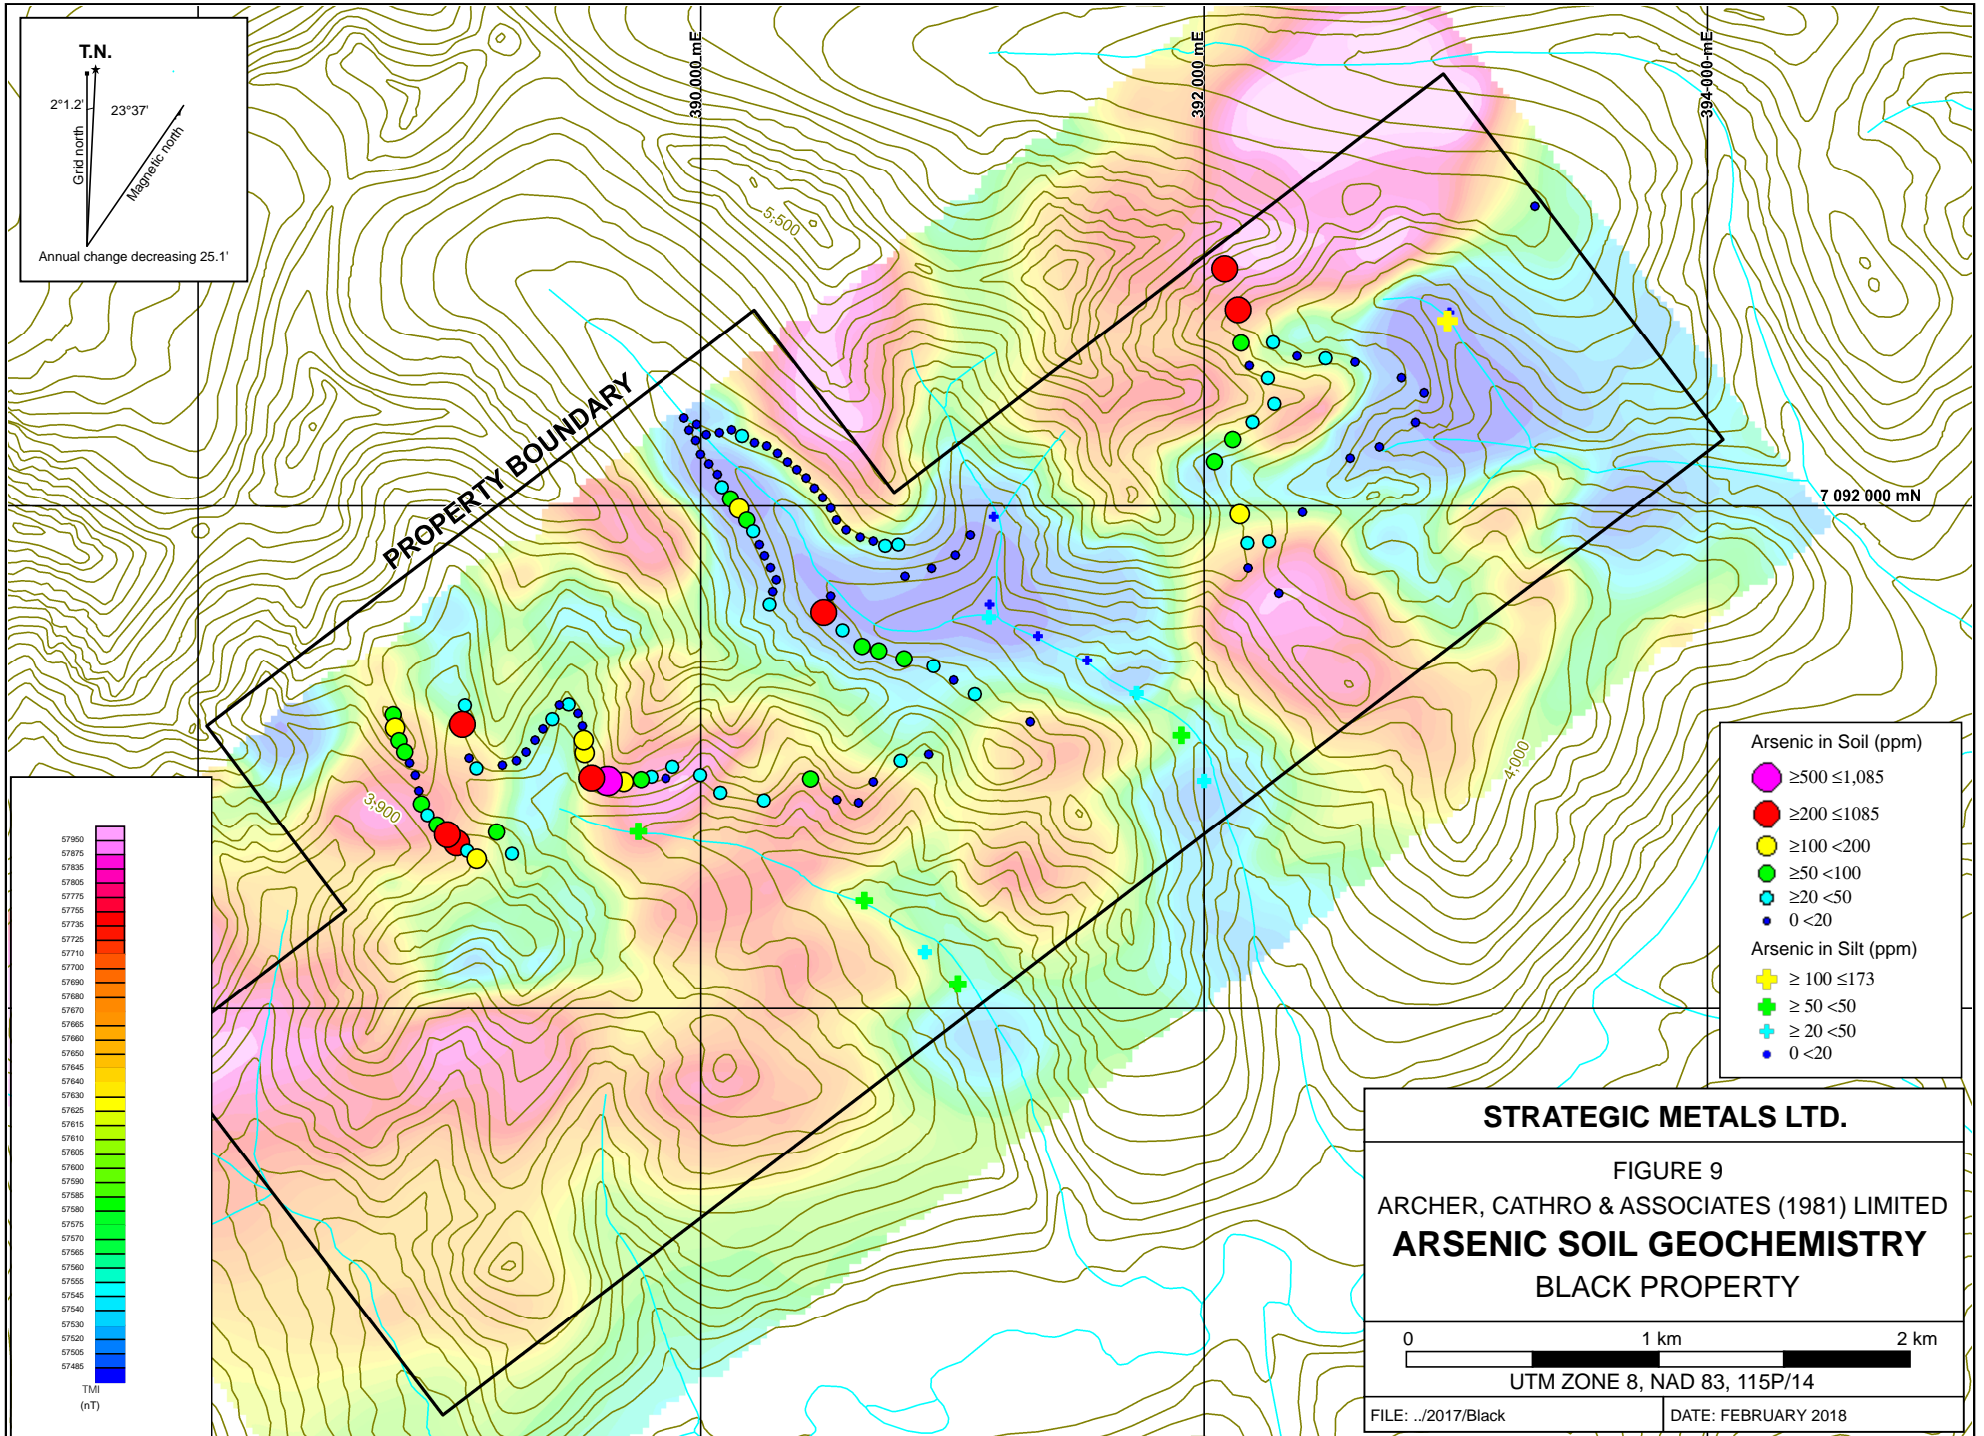 T.N.
2°1.2'
23°37'
Grid north
Magnetic north
Annual change decreasing 25.1'
390 000 mE
392 000 mE
394 000 mE
7 092 000 mN
5,500
3,900
4,000
PROPERTY BOUNDARY
57950
57875
57835
57805
57775
57755
57735
57725
57710
57700
57690
57680
57670
57665
57660
57650
57645
57640
57630
57625
57615
57610
57605
57600
57590
57585
57580
57575
57570
57565
57560
57555
57545
57540
57530
57520
57505
57485
TMI
(nT)
Arsenic in Soil (ppm)
≥500 ≤1,085
≥200 ≤1085
≥100 <200
≥50 <100
≥20 <50
0 <20
Arsenic in Silt (ppm)
≥ 100 ≤173
≥ 50 <50
≥ 20 <50
0 <20
STRATEGIC METALS LTD.
FIGURE 9
ARCHER, CATHRO & ASSOCIATES (1981) LIMITED
ARSENIC SOIL GEOCHEMISTRY
BLACK PROPERTY
0 1 km 2 km
UTM ZONE 8, NAD 83, 115P/14
FILE: ../2017/Black
DATE: FEBRUARY 2018